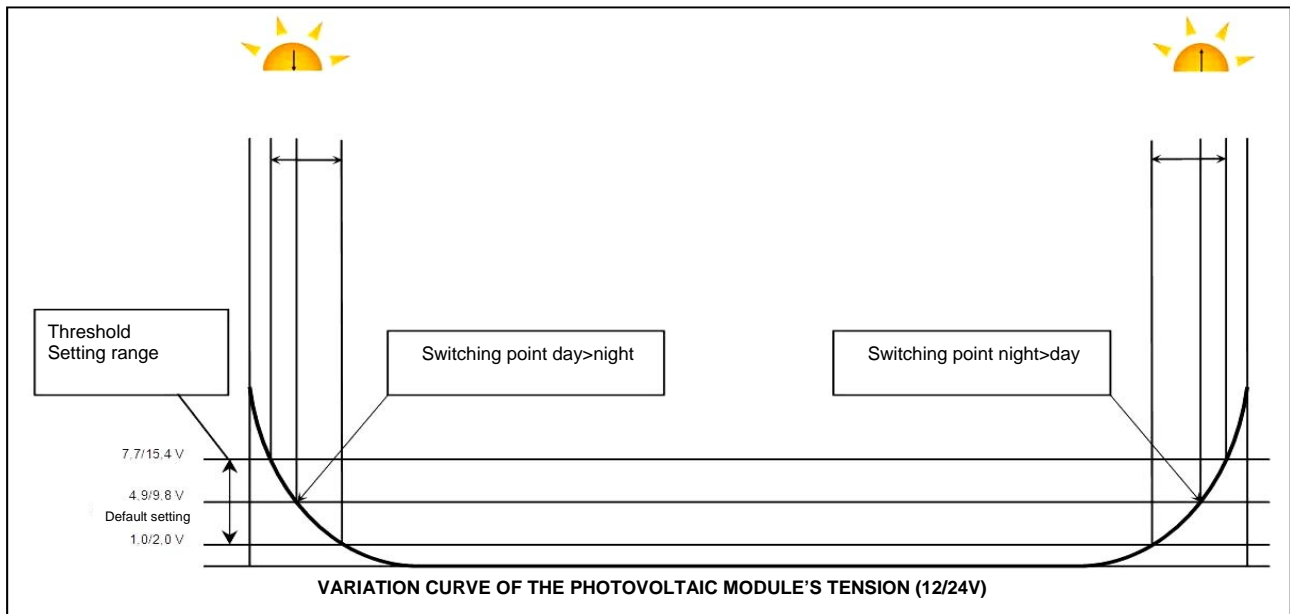 Threshold
Setting range
Switching point day>night
Switching point night>day
7,7/15,4 V
4,9/9,8 V
Default setting
1,0/2,0 V
VARIATION CURVE OF THE PHOTOVOLTAIC MODULE'S TENSION (12/24V)